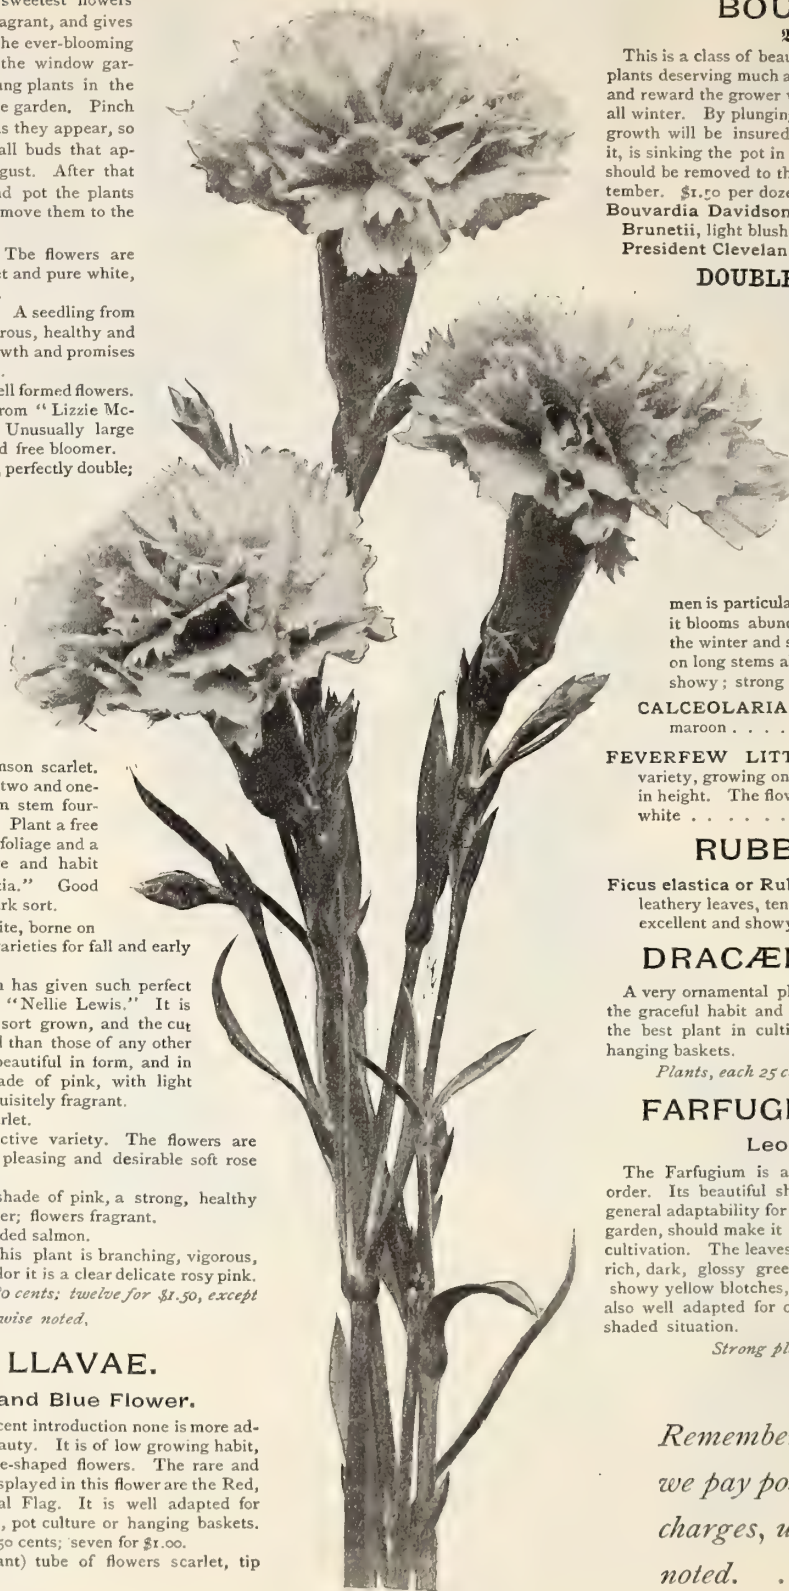 sweetest flowers
agrant, and gives
he ever-blooming
the window gar-
ng plants in the
e garden. Pinch
s they appear, so
all buds that ap-
gust. After that
d pot the plants
move them to the
Tbe flowers are
et and pure white,
A seedling from
rous, healthy and
wth and promises
ell formed flowers.
rom “Lizzie Mc-
Unusually large
d free bloomer.
perfectly double;
nson scarlet.
two and one-
n stem four-
Plant a free
foliage and a
e and habit
ia.” Good
rk sort.
ite, borne on
arieties for fall and early
n has given such perfect
“Nellie Lewis.” It is
sort grown, and the cut
d than those of any other
eautiful in form, and in
ade of pink, with light
uisitely fragrant.
rlet.
ctive variety. The flowers are
pleasing and desirable soft rose
shade of pink, a strong, healthy
er; flowers fragrant.
ded salmon.
his plant is branching, vigorous,
lor it is a clear delicate rosy pink.
0 cents; twelve for $1.50, except
wise noted,
LLAVAE.
and Blue Flower.
cent introduction none is more ad-
auty. It is of low growing habit,
e-shaped flowers. The rare and
splayed in this flower are the Red,
al Flag. It is well adapted for
, pot culture or hanging baskets.
50 cents; seven for $1.00.
ant) tube of flowers scarlet, tip
BOU
This is a class of beau
plants deserving much a
and reward the grower
all winter. By plunging
growth will be insured
it, is sinking the pot in
should be removed to th
tember. $1.50 per doze
Bouvardia Davidson
Brunetii, light blush
President Clevelan
DOUBLE
men is particula
it blooms abun
the winter and s
on long stems a
showy; strong
CALCEOLARIA
maroon . . . .
FEVERFEW LITT
variety, growing on
in height. The flow
white . . . . . .
RUBB
Ficus elastica or Rul
leathery leaves, ten
excellent and showy
DRACÆ
A very ornamental pl
the graceful habit and
the best plant in culti
hanging baskets.
Plants, each 25 c
FARFUGI
Leo
The Farfugium is a
order. Its beautiful sh
general adaptability for
garden, should make it
cultivation. The leaves
rich, dark, glossy gree
showy yellow blotches,
also well adapted for c
shaded situation.
Strong pl
Remembe
we pay po
charges, u
noted. .